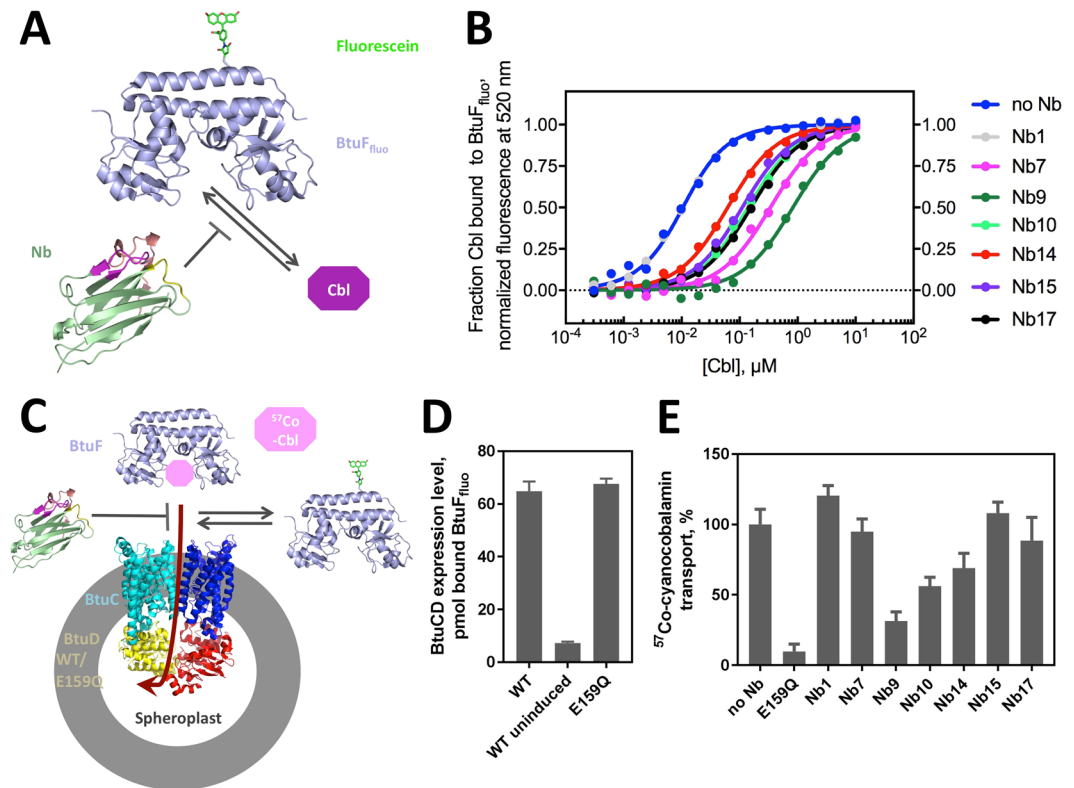 A
Fluorescein
BtuFfluo
Nb
Cbl
B
Fraction Cbl bound to BtuFfluo,
normalized fluorescence at 520 nm
1.00
0.75
0.50
0.25
0.00
1.00
0.75
0.50
0.25
0.00
10-4 10-3 10-2 10-1 100 101 102
[Cbl], µM
no Nb
Nb1
Nb7
Nb9
Nb10
Nb14
Nb15
Nb17
C
BtuF
57Co
-Cbl
BtuC
BtuD
WT/
E159Q
Spheroplast
D
BtuCD expression level,
pmol bound BtuFfluo
80
60
40
20
0
WT
WT uninduced
E159Q
E
57Co-cyanocobalamin
transport, %
150
100
50
0
no Nb
E159Q
Nb1
Nb7
Nb9
Nb10
Nb14
Nb15
Nb17